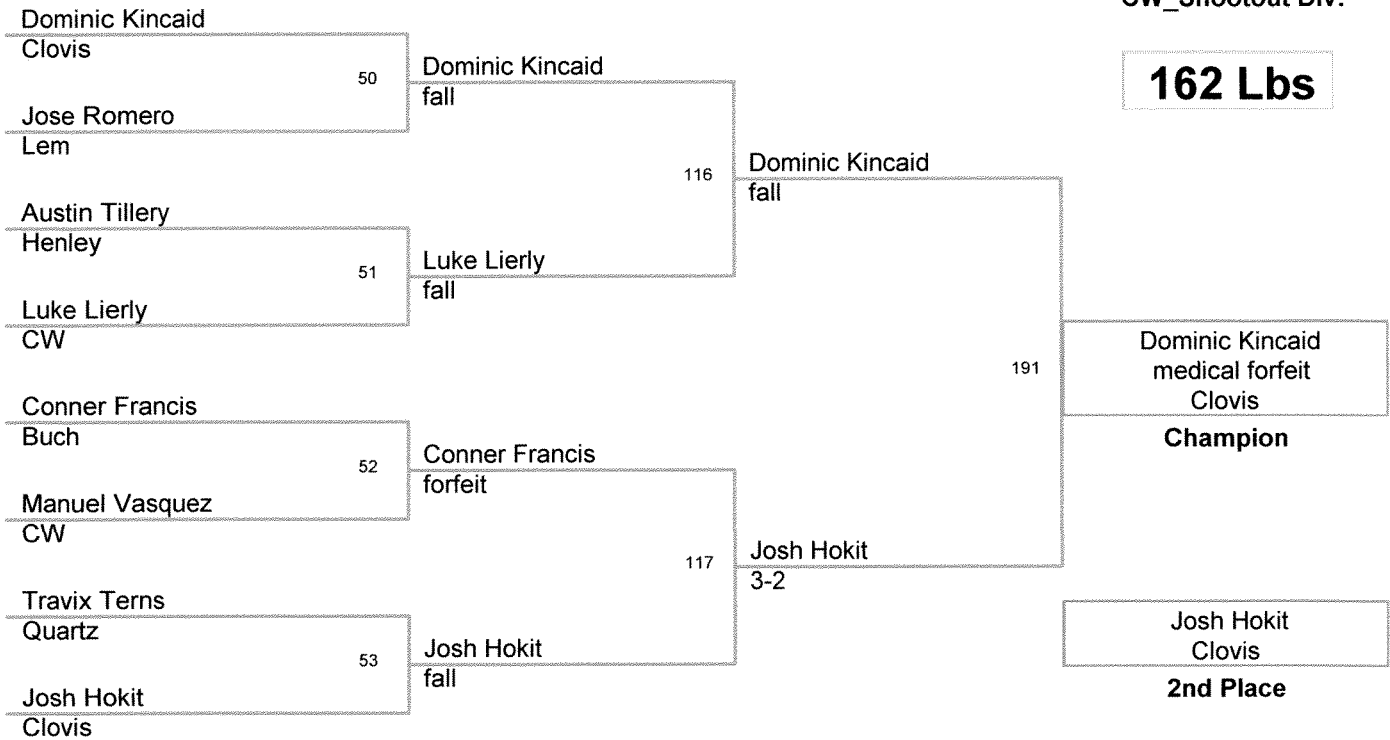 Dominic Kincaid
Clovis
50
Jose Romero
Lem
Dominic Kincaid
fall
Austin Tillery
Henley
51
Luke Lierly
CW
Luke Lierly
fall
116
Dominic Kincaid
fall
Conner Francis
Buch
52
Manuel Vasquez
CW
Conner Francis
forfeit
Travix Terns
Quartz
53
Josh Hokit
Clovis
Josh Hokit
fall
117
Josh Hokit
3-2
191
162 Lbs
Dominic Kincaid
medical forfeit
Clovis
Champion
Josh Hokit
Clovis
2nd Place